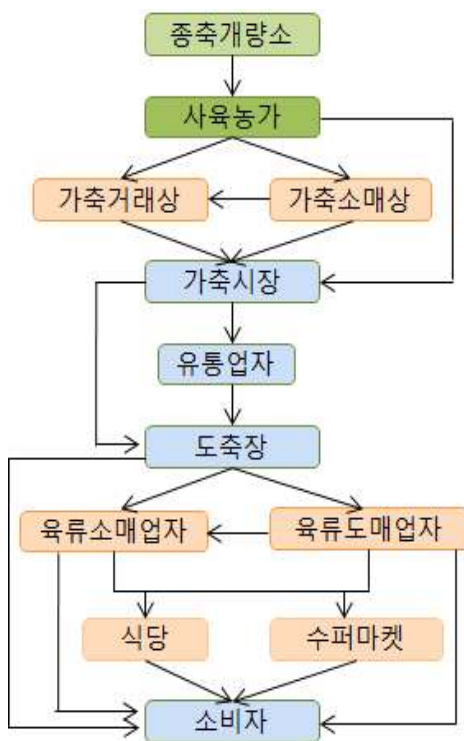 종축개량소
사육농가
가축거래상
가축소매상
가축시장
유통업자
도축장
육류소매업자
육류도매업자
식당
수퍼마켓
소비자